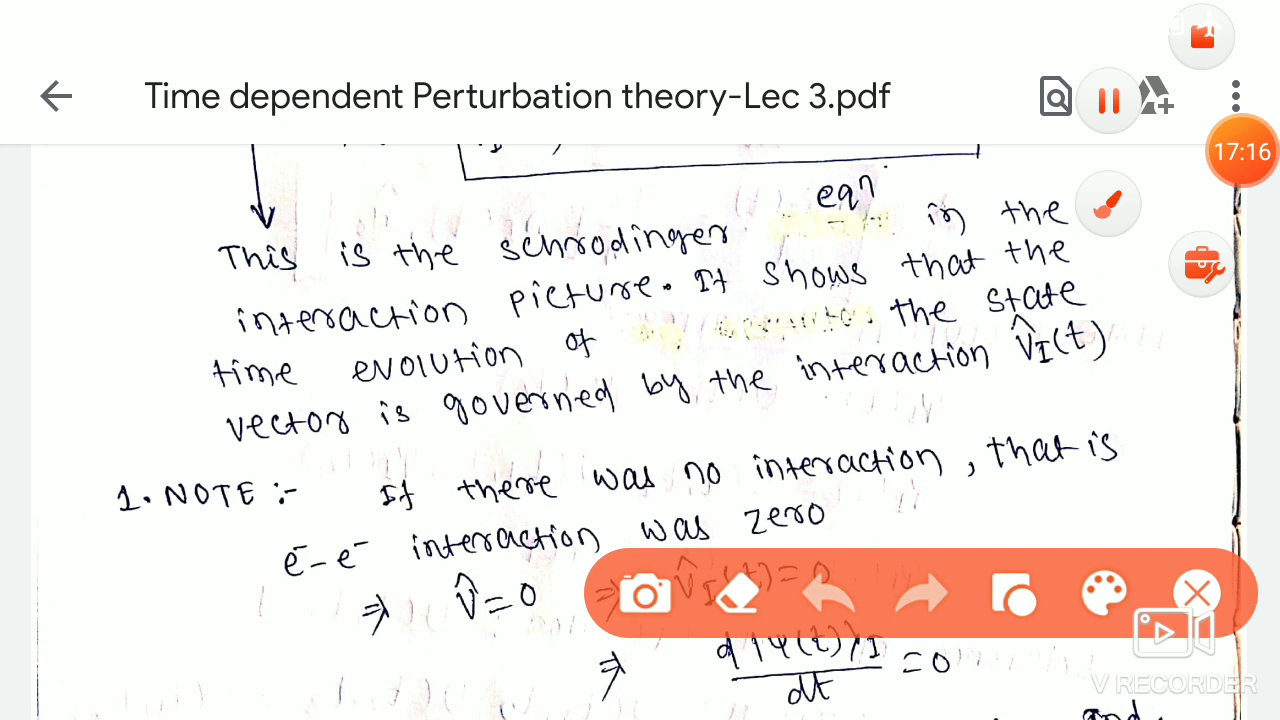 Time dependent Perturbation theory-Lec 3.pdf
17:16
eqn
This is the schrodinger in the
interaction picture. It shows that the
time evolution of the state
vector is governed by the interaction V̂I(t)
1. NOTE :- If there was no interaction, that is
e⁻-e⁻ interaction was zero
⇒ V̂=0 ⇒ V̂I(t)=0
⇒ d|ψ(t)⟩I/dt =0
and
V RECORDER